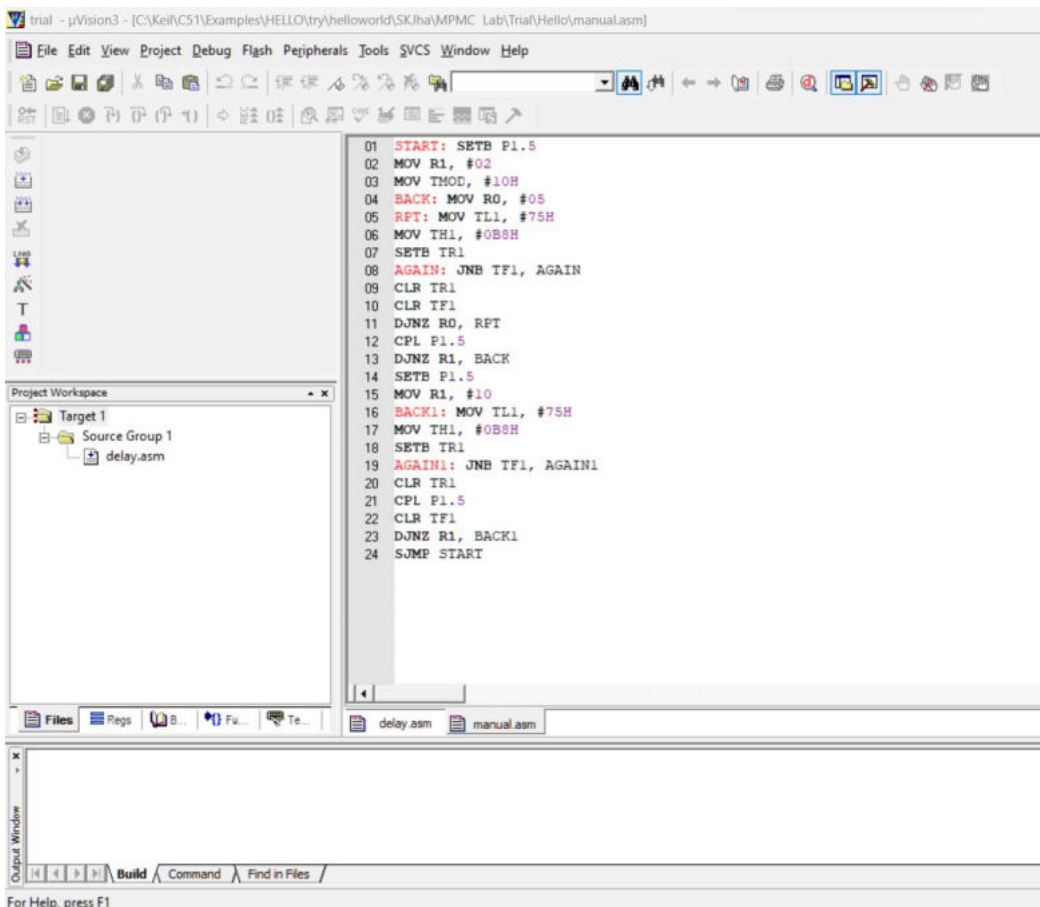 trial - µVision3 - [C:\Keil\C51\Examples\HELLO\try\helloworld\SKJha\MPMC Lab\Trial\Hello\manual.asm]
File Edit View Project Debug Flash Peripherals Tools SVCS Window Help
01 START: SETB P1.5
02 MOV R1, #02
03 MOV TMOD, #10H
04 BACK: MOV R0, #05
05 RPT: MOV TL1, #75H
06 MOV TH1, #0B8H
07 SETB TR1
08 AGAIN: JNB TF1, AGAIN
09 CLR TR1
10 CLR TF1
11 DJNZ R0, RPT
12 CPL P1.5
13 DJNZ R1, BACK
14 SETB P1.5
15 MOV R1, #10
16 BACK1: MOV TL1, #75H
17 MOV TH1, #0B8H
18 SETB TR1
19 AGAIN1: JNB TF1, AGAIN1
20 CLR TR1
21 CPL P1.5
22 CLR TF1
23 DJNZ R1, BACK1
24 SJMP START
LOAD
T
Project Workspace
Target 1
Source Group 1
delay.asm
Files Regs B... Fu... Te...
delay.asm manual.asm
Output Window
Build Command Find in Files
For Help, press F1